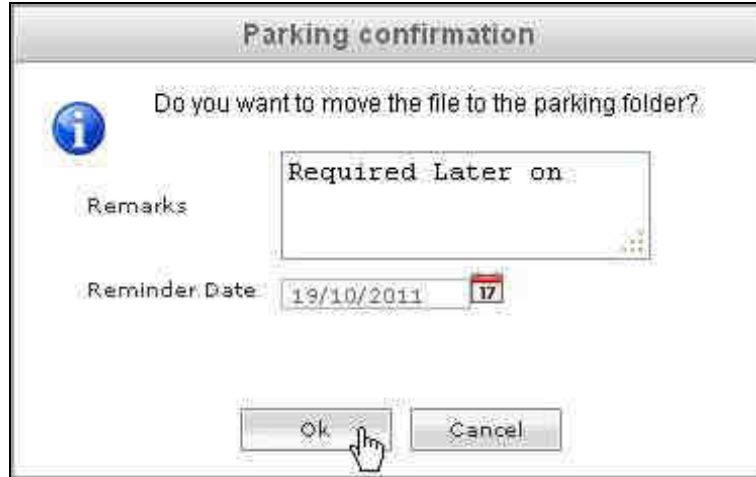 Parking confirmation
Do you want to move the file to the parking folder?
Required Later on
Remarks
Reminder Date
19/10/2011
17
Ok
Cancel